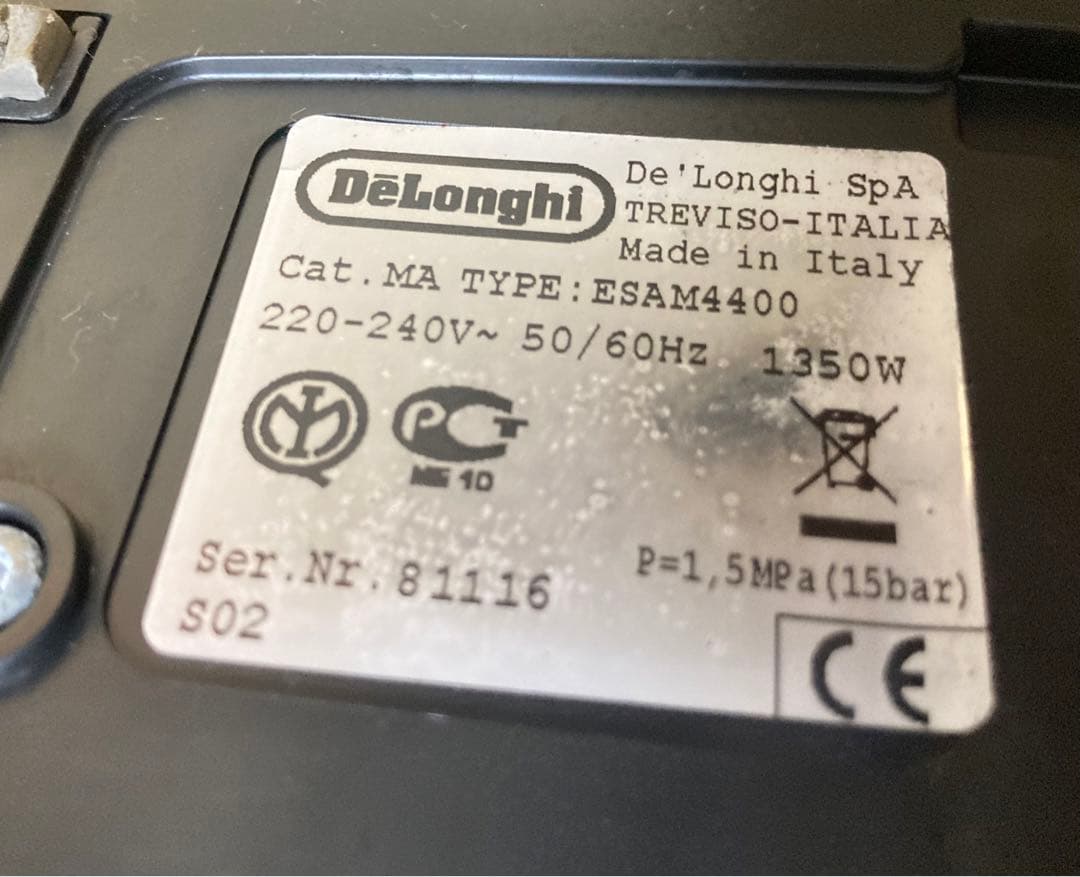 DēLonghi
De'Longhi SpA
TREVISO-ITALIA
Made in Italy
Cat.MA TYPE:ESAM4400
220-240V~ 50/60Hz 1350W
PCT
10
Ser.Nr.81116
S02
P=1,5MPa(15bar)
CE